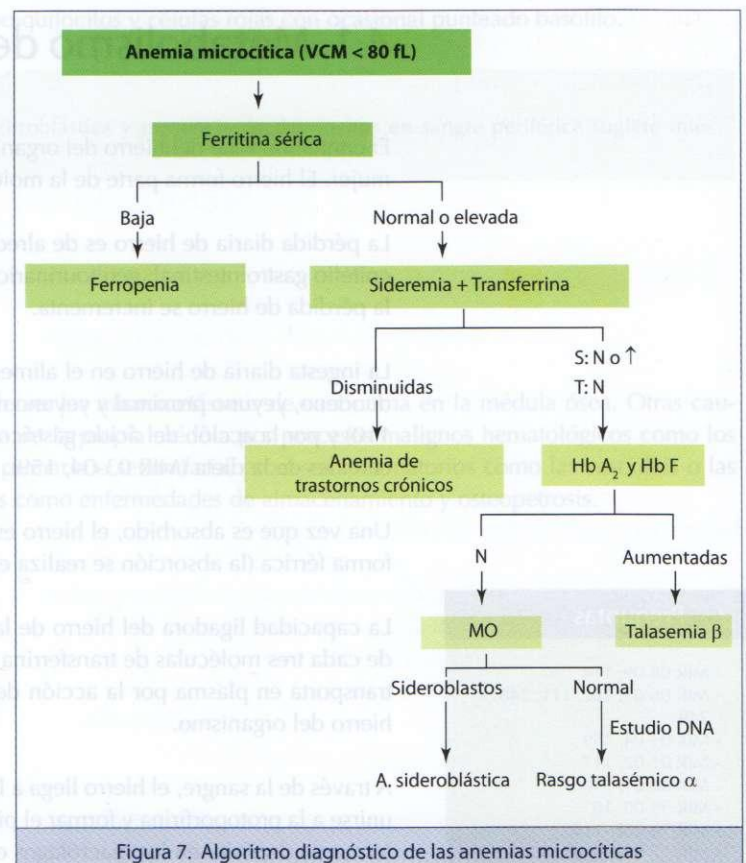 Anemia microcítica (VCM < 80 fL)
Ferritina sérica
Baja
Normal o elevada
Ferropenia
Sideremia + Transferrina
Disminuidas
S: N o ↑
T: N
Anemia de
trastornos crónicos
Hb A₂ y Hb F
N
Aumentadas
MO
Talasemia β
Sideroblastos
Normal
Estudio DNA
A. sideroblástica
Rasgo talasémico α
Figura 7. Algoritmo diagnóstico de las anemias microcíticas